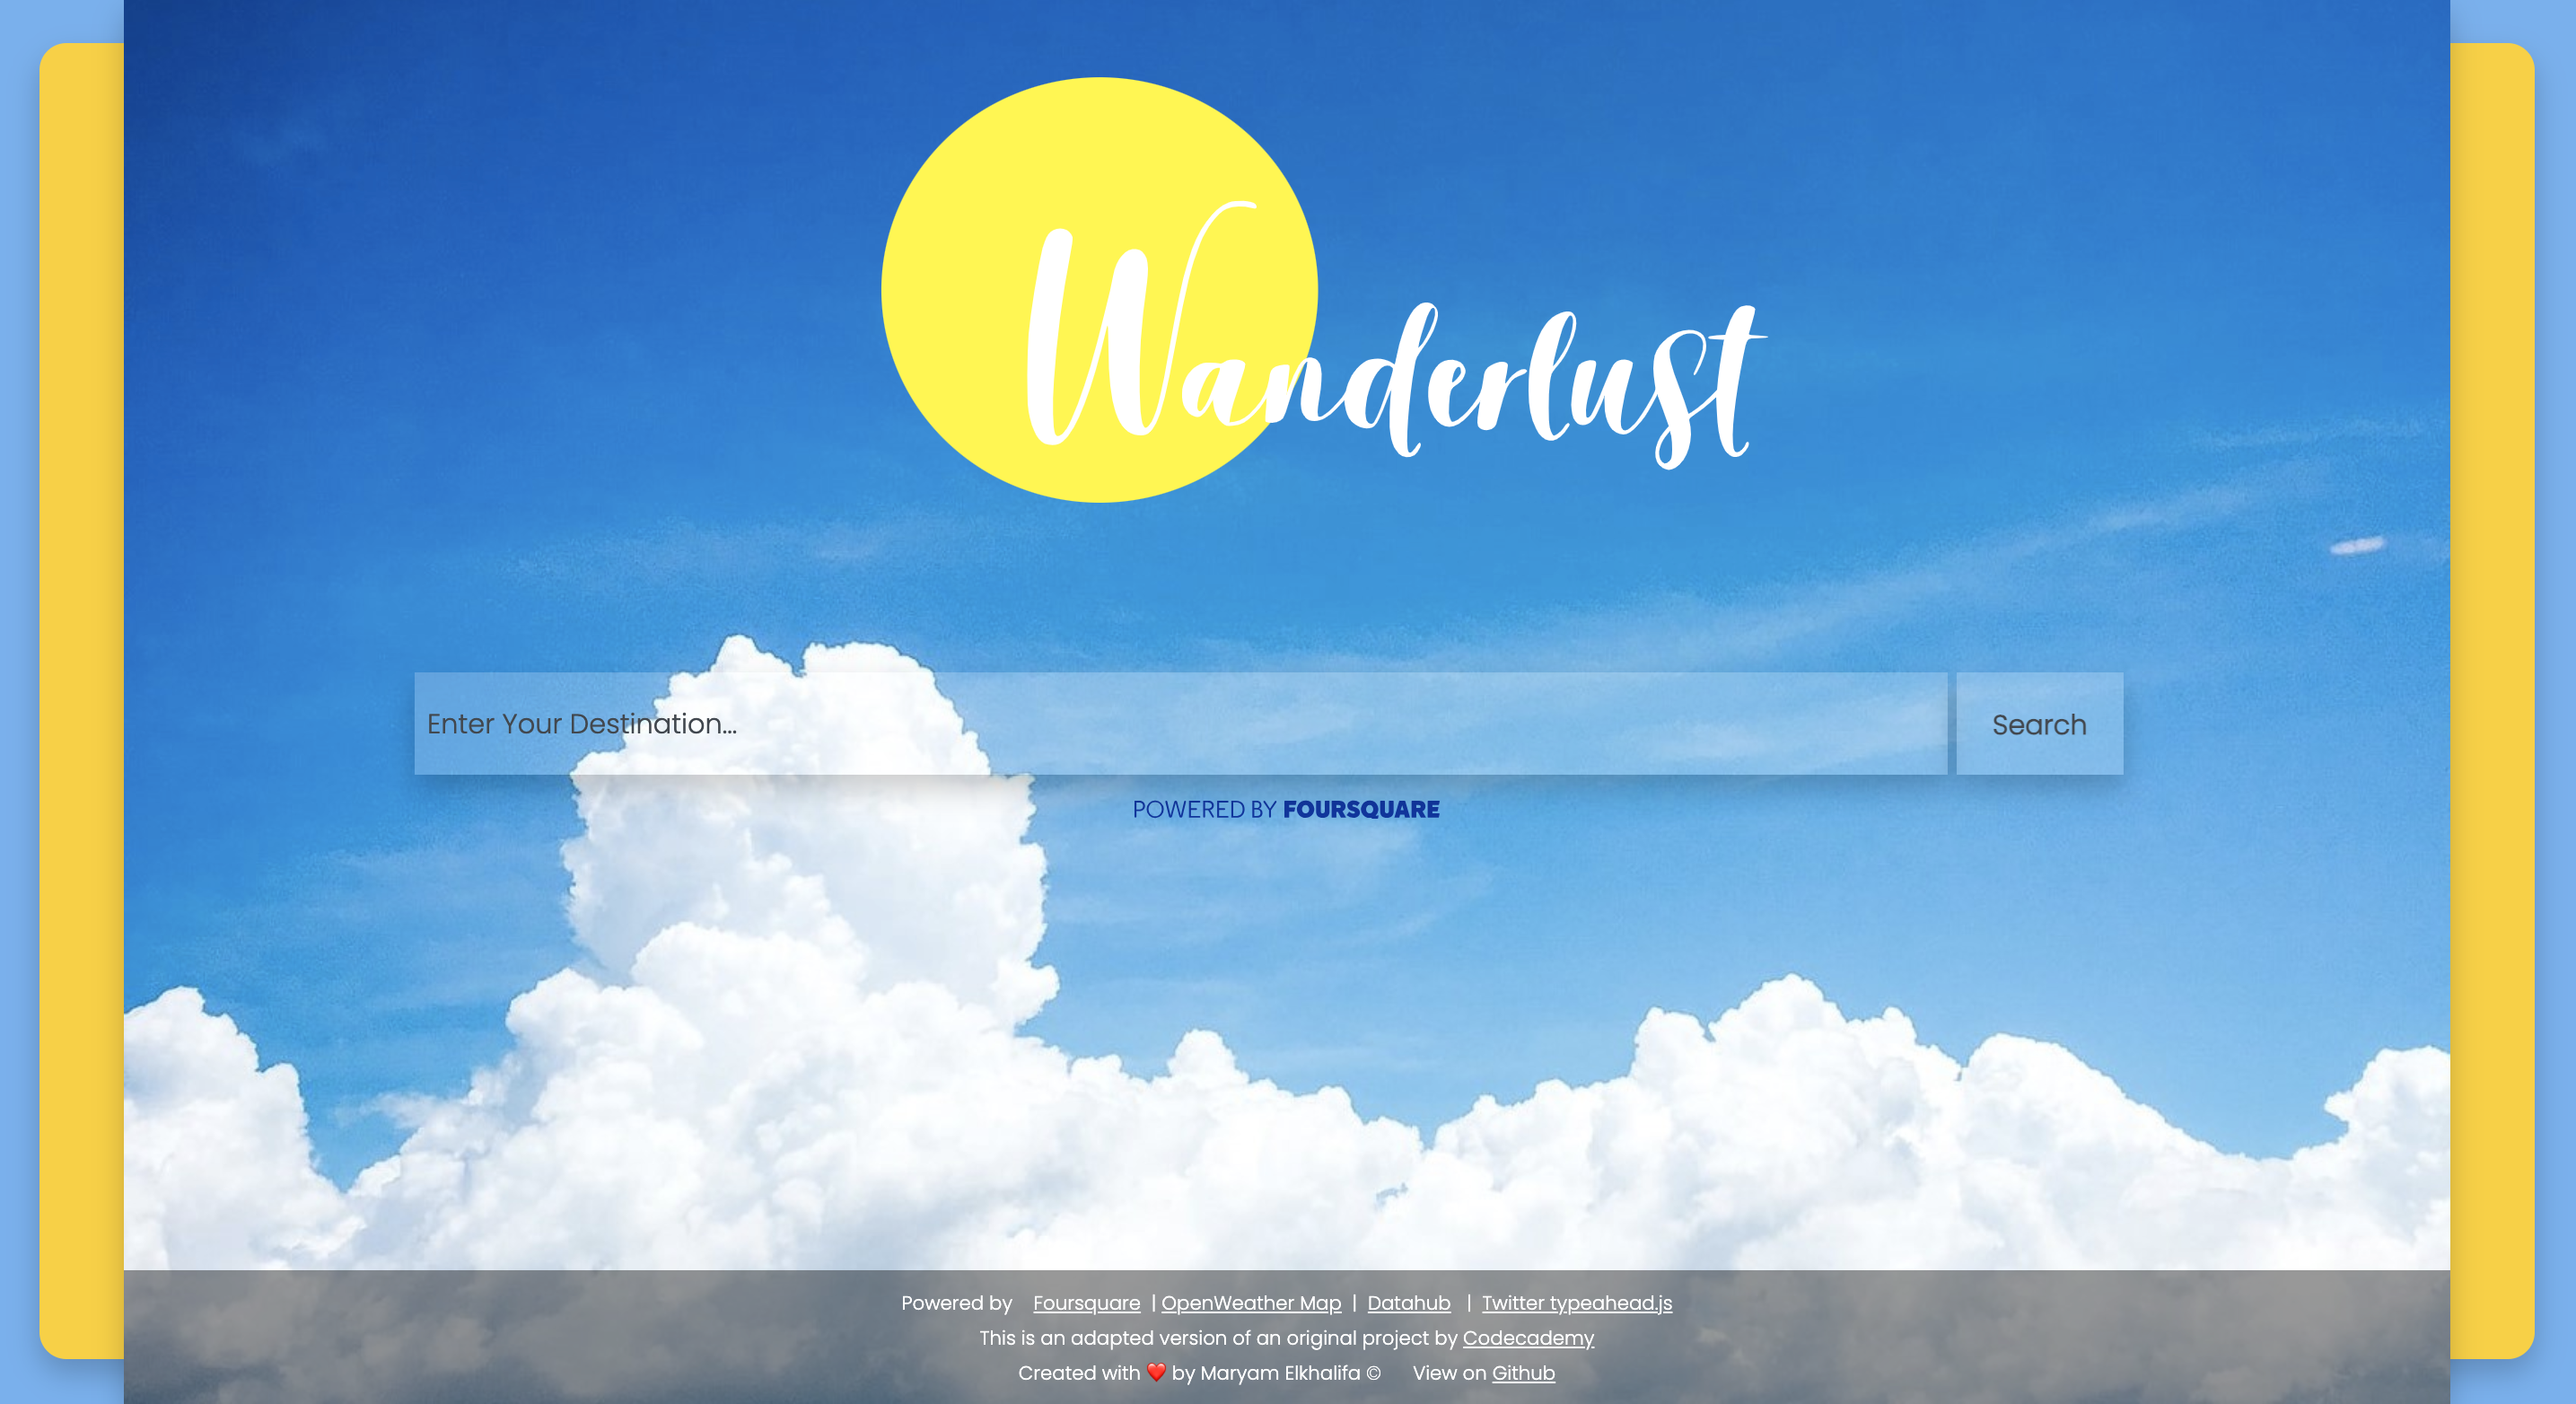 Wanderlust
Enter Your Destination...
Search
POWERED BY FOURSQUARE
Powered by Foursquare | OpenWeather Map | Datahub | Twitter typeahead.js
This is an adapted version of an original project by Codecademy
Created with ❤️ by Maryam Elkhalifa © View on Github